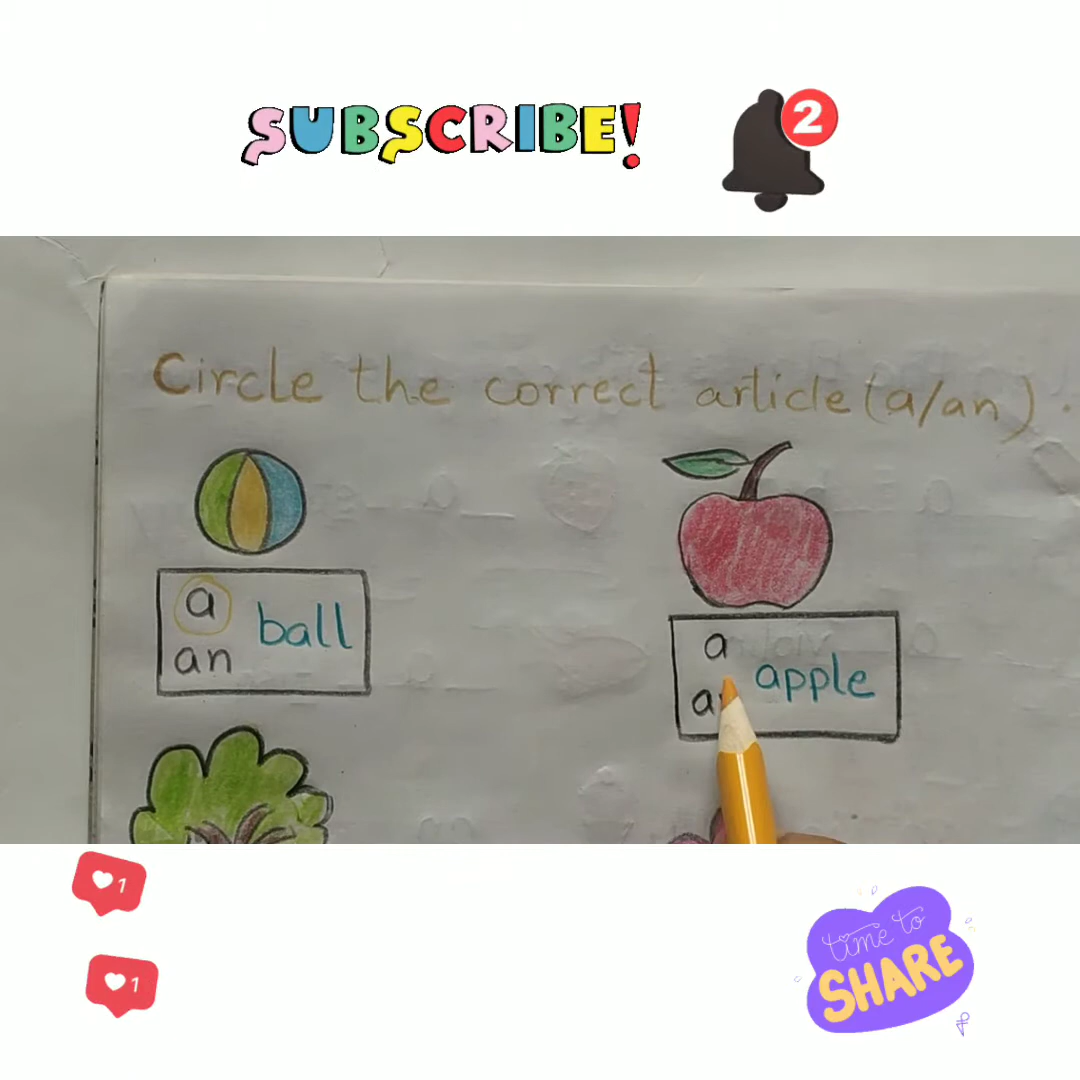 SUBSCRIBE!
2
Circle the correct article (a/an).
a
an
ball
a
apple
1
1
time to
SHARE